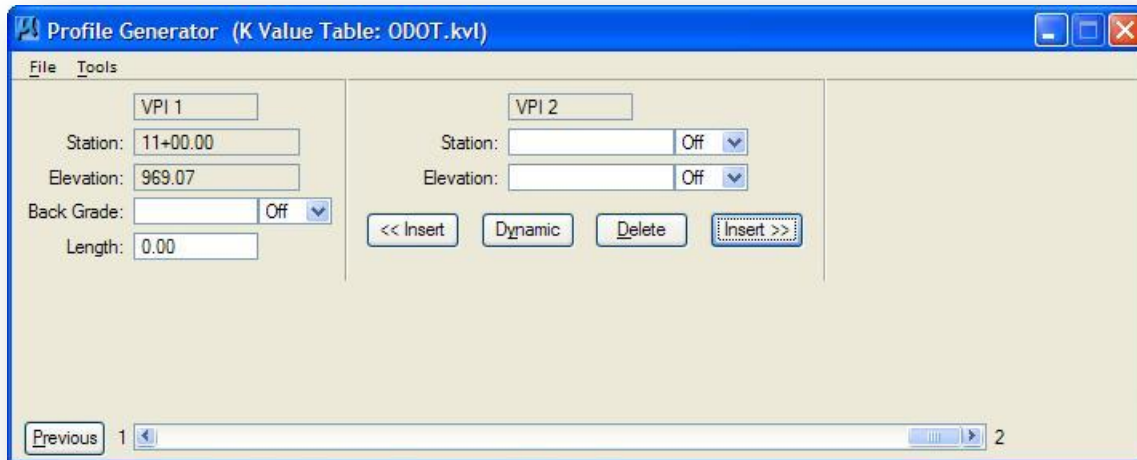 Profile Generator (K Value Table: ODOT.kvl)
File Tools
VPI 1 VPI 2
Station: 11+00.00 Station: Off
Elevation: 969.07 Elevation: Off
Back Grade: Off
<< Insert Dynamic Delete Insert >>
Length: 0.00
Previous 1 2